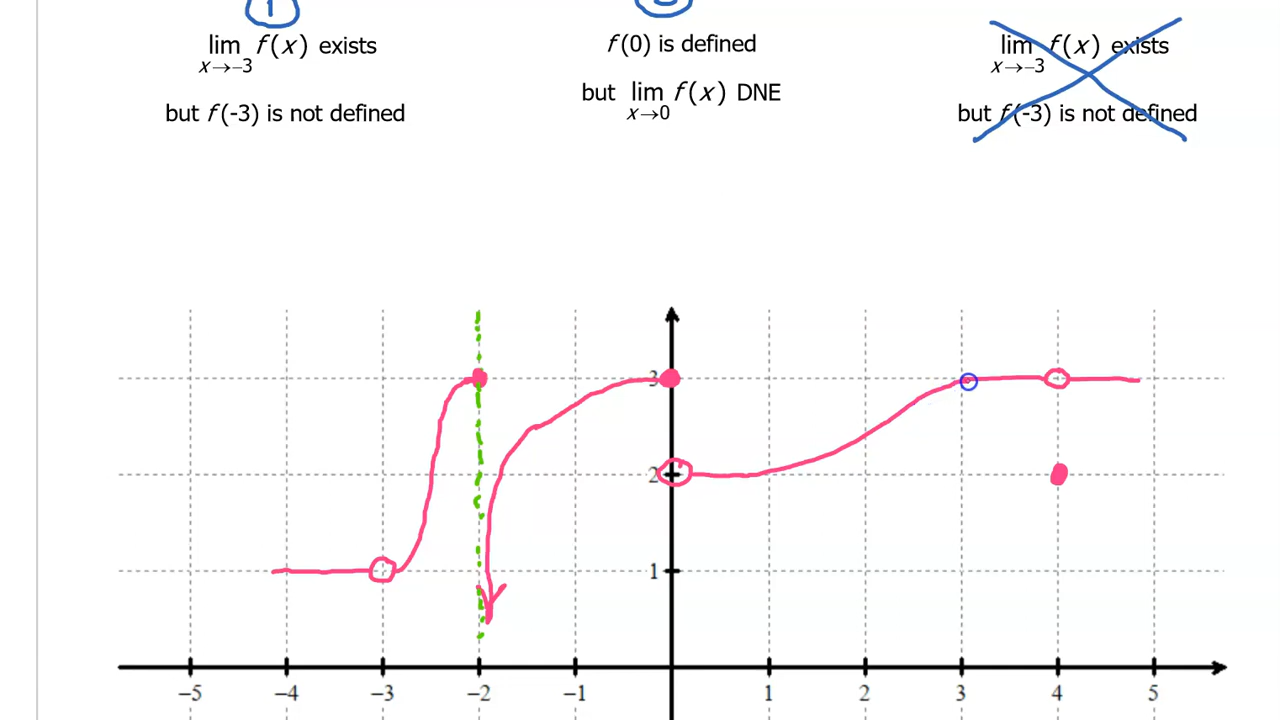 1
lim f(x) exists
x→−3
but f(-3) is not defined
f(0) is defined
but lim f(x) DNE
x→0
lim f(x) exists
x→−3
but f(-3) is not defined
3
2
1
−5 −4 −3 −2 −1 1 2 3 4 5